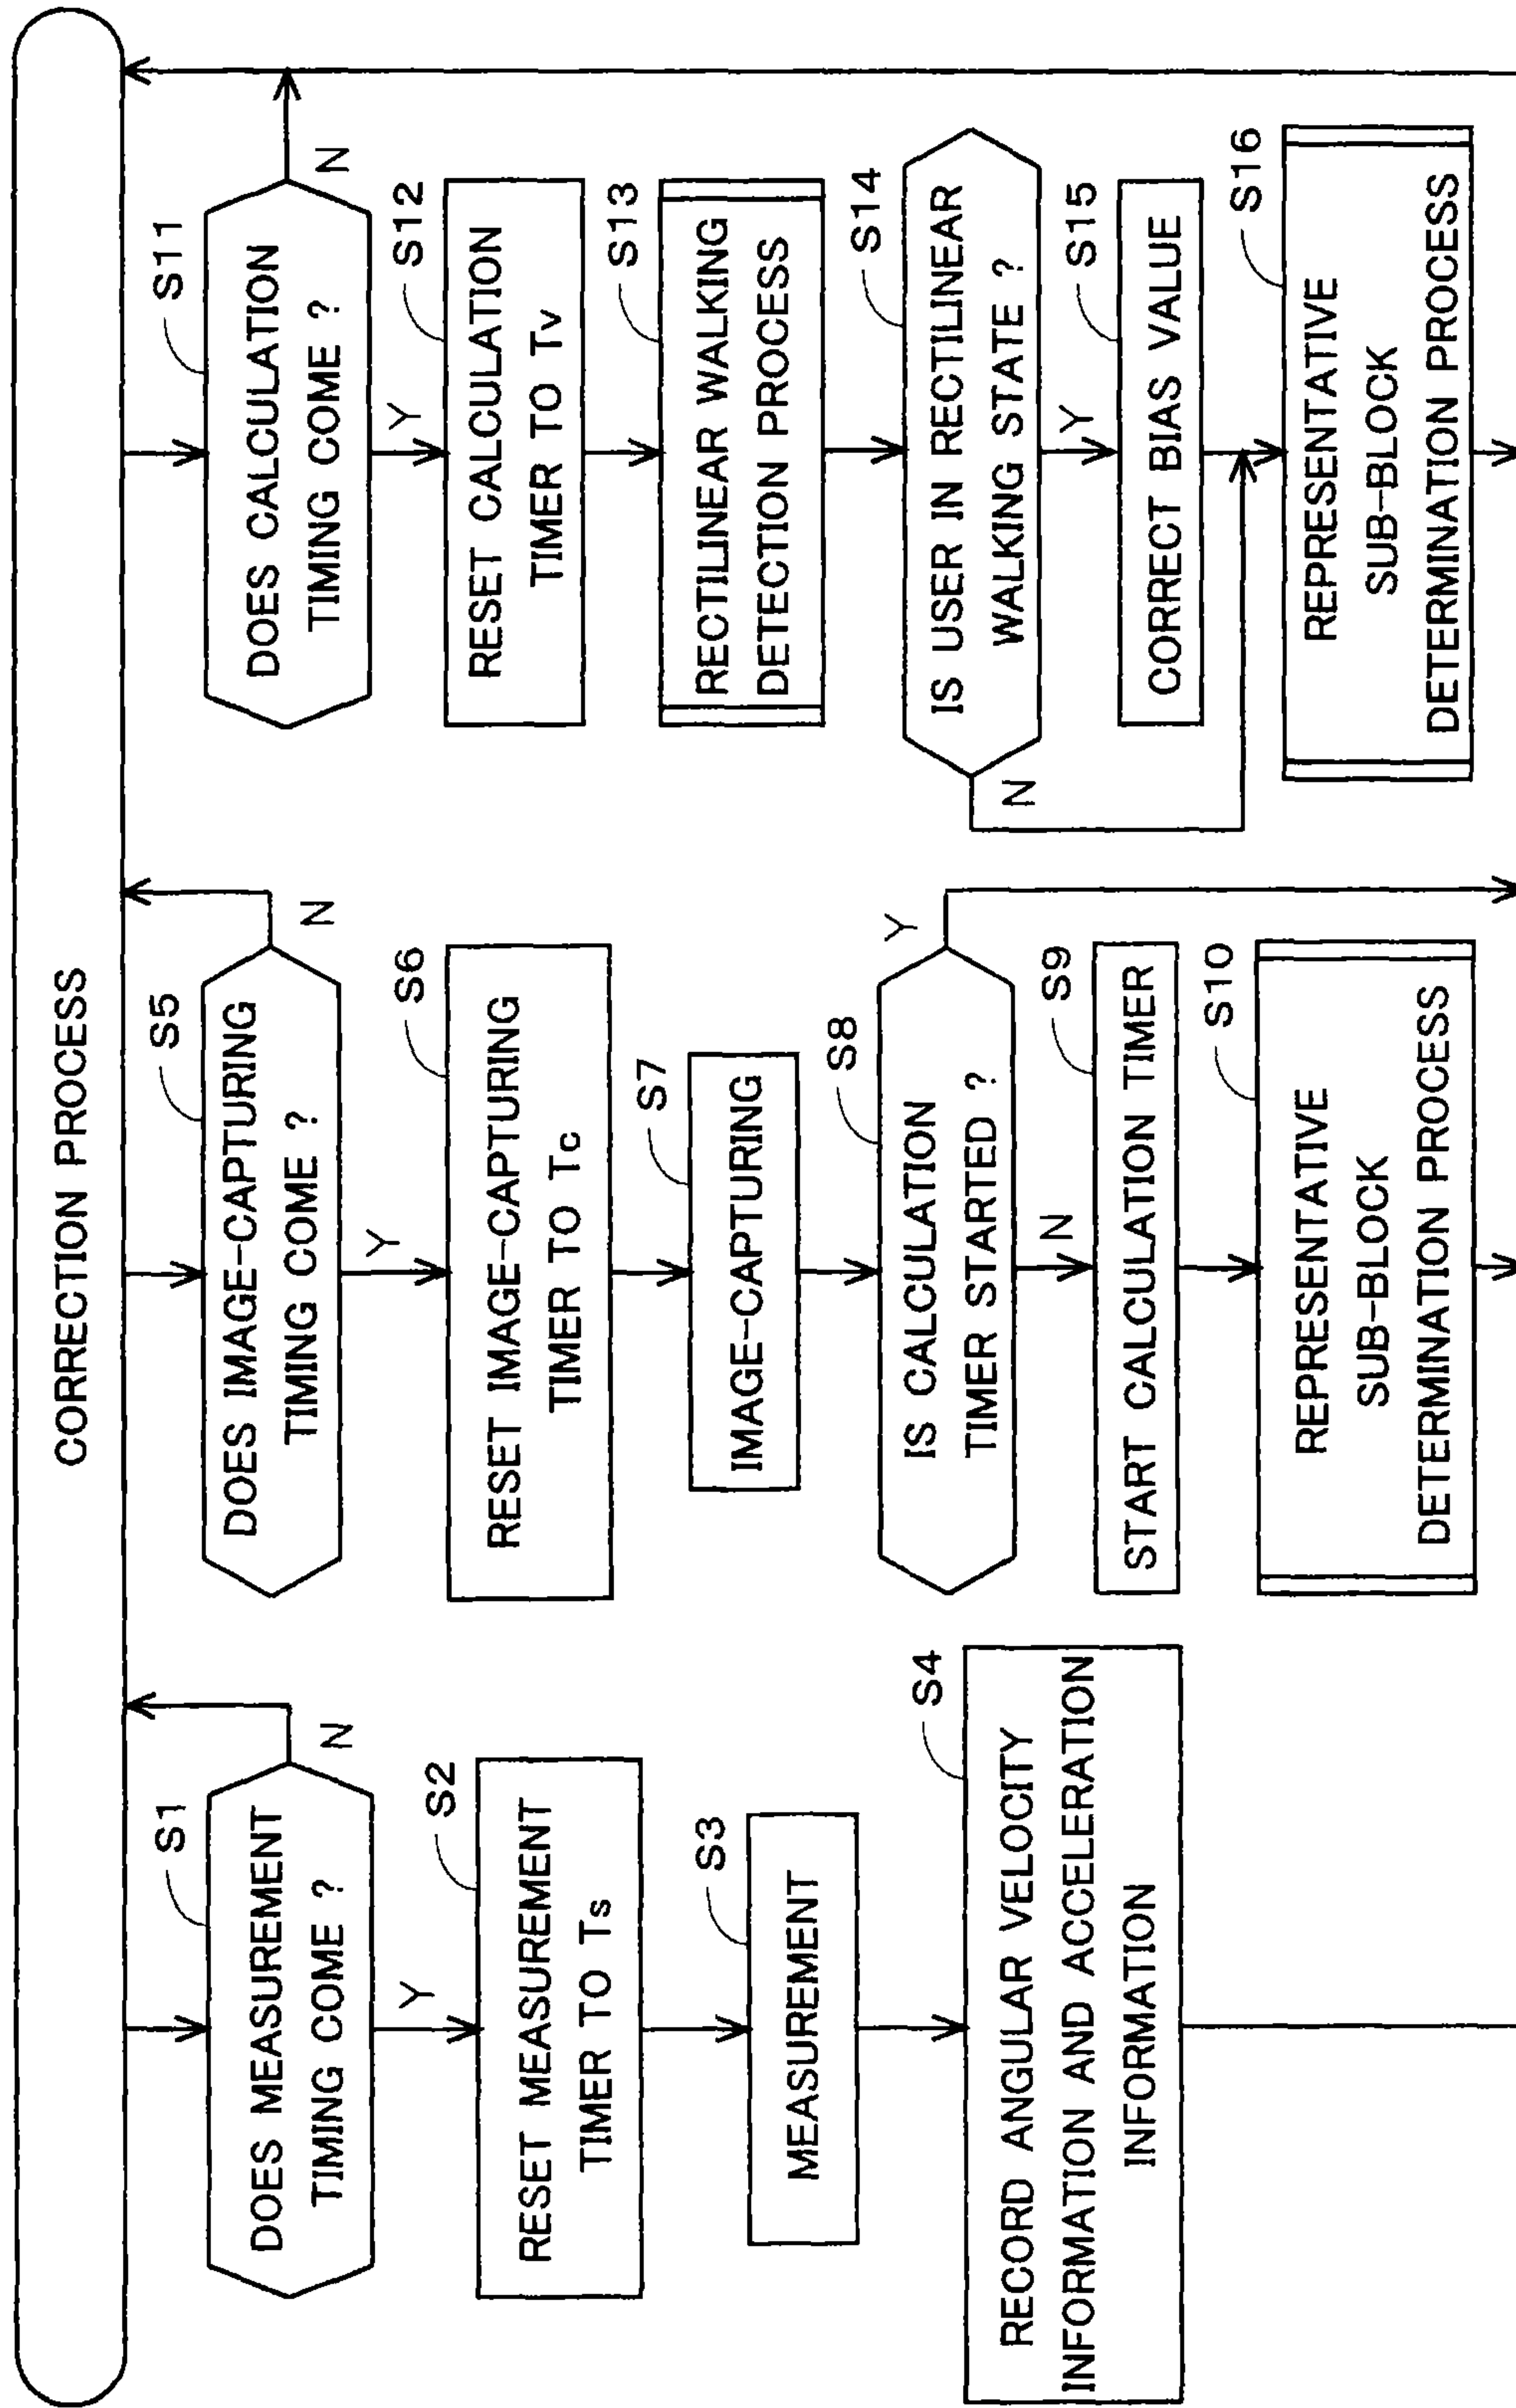 CORRECTION PROCESS
S1
DOES MEASUREMENT
TIMING COME ?
N
Y
S2
RESET MEASUREMENT
TIMER TO Ts
S3
MEASUREMENT
S4
RECORD ANGULAR VELOCITY
INFORMATION AND ACCELERATION
INFORMATION
S5
DOES IMAGE-CAPTURING
TIMING COME ?
N
Y
S6
RESET IMAGE-CAPTURING
TIMER TO Tc
S7
IMAGE-CAPTURING
S8
IS CALCULATION
TIMER STARTED ?
Y
N
S9
START CALCULATION TIMER
S10
REPRESENTATIVE
SUB-BLOCK
DETERMINATION PROCESS
S11
DOES CALCULATION
TIMING COME ?
N
Y
S12
RESET CALCULATION
TIMER TO Tv
S13
RECTILINEAR WALKING
DETECTION PROCESS
S14
IS USER IN RECTILINEAR
WALKING STATE ?
N
Y
S15
CORRECT BIAS VALUE
S16
REPRESENTATIVE
SUB-BLOCK
DETERMINATION PROCESS